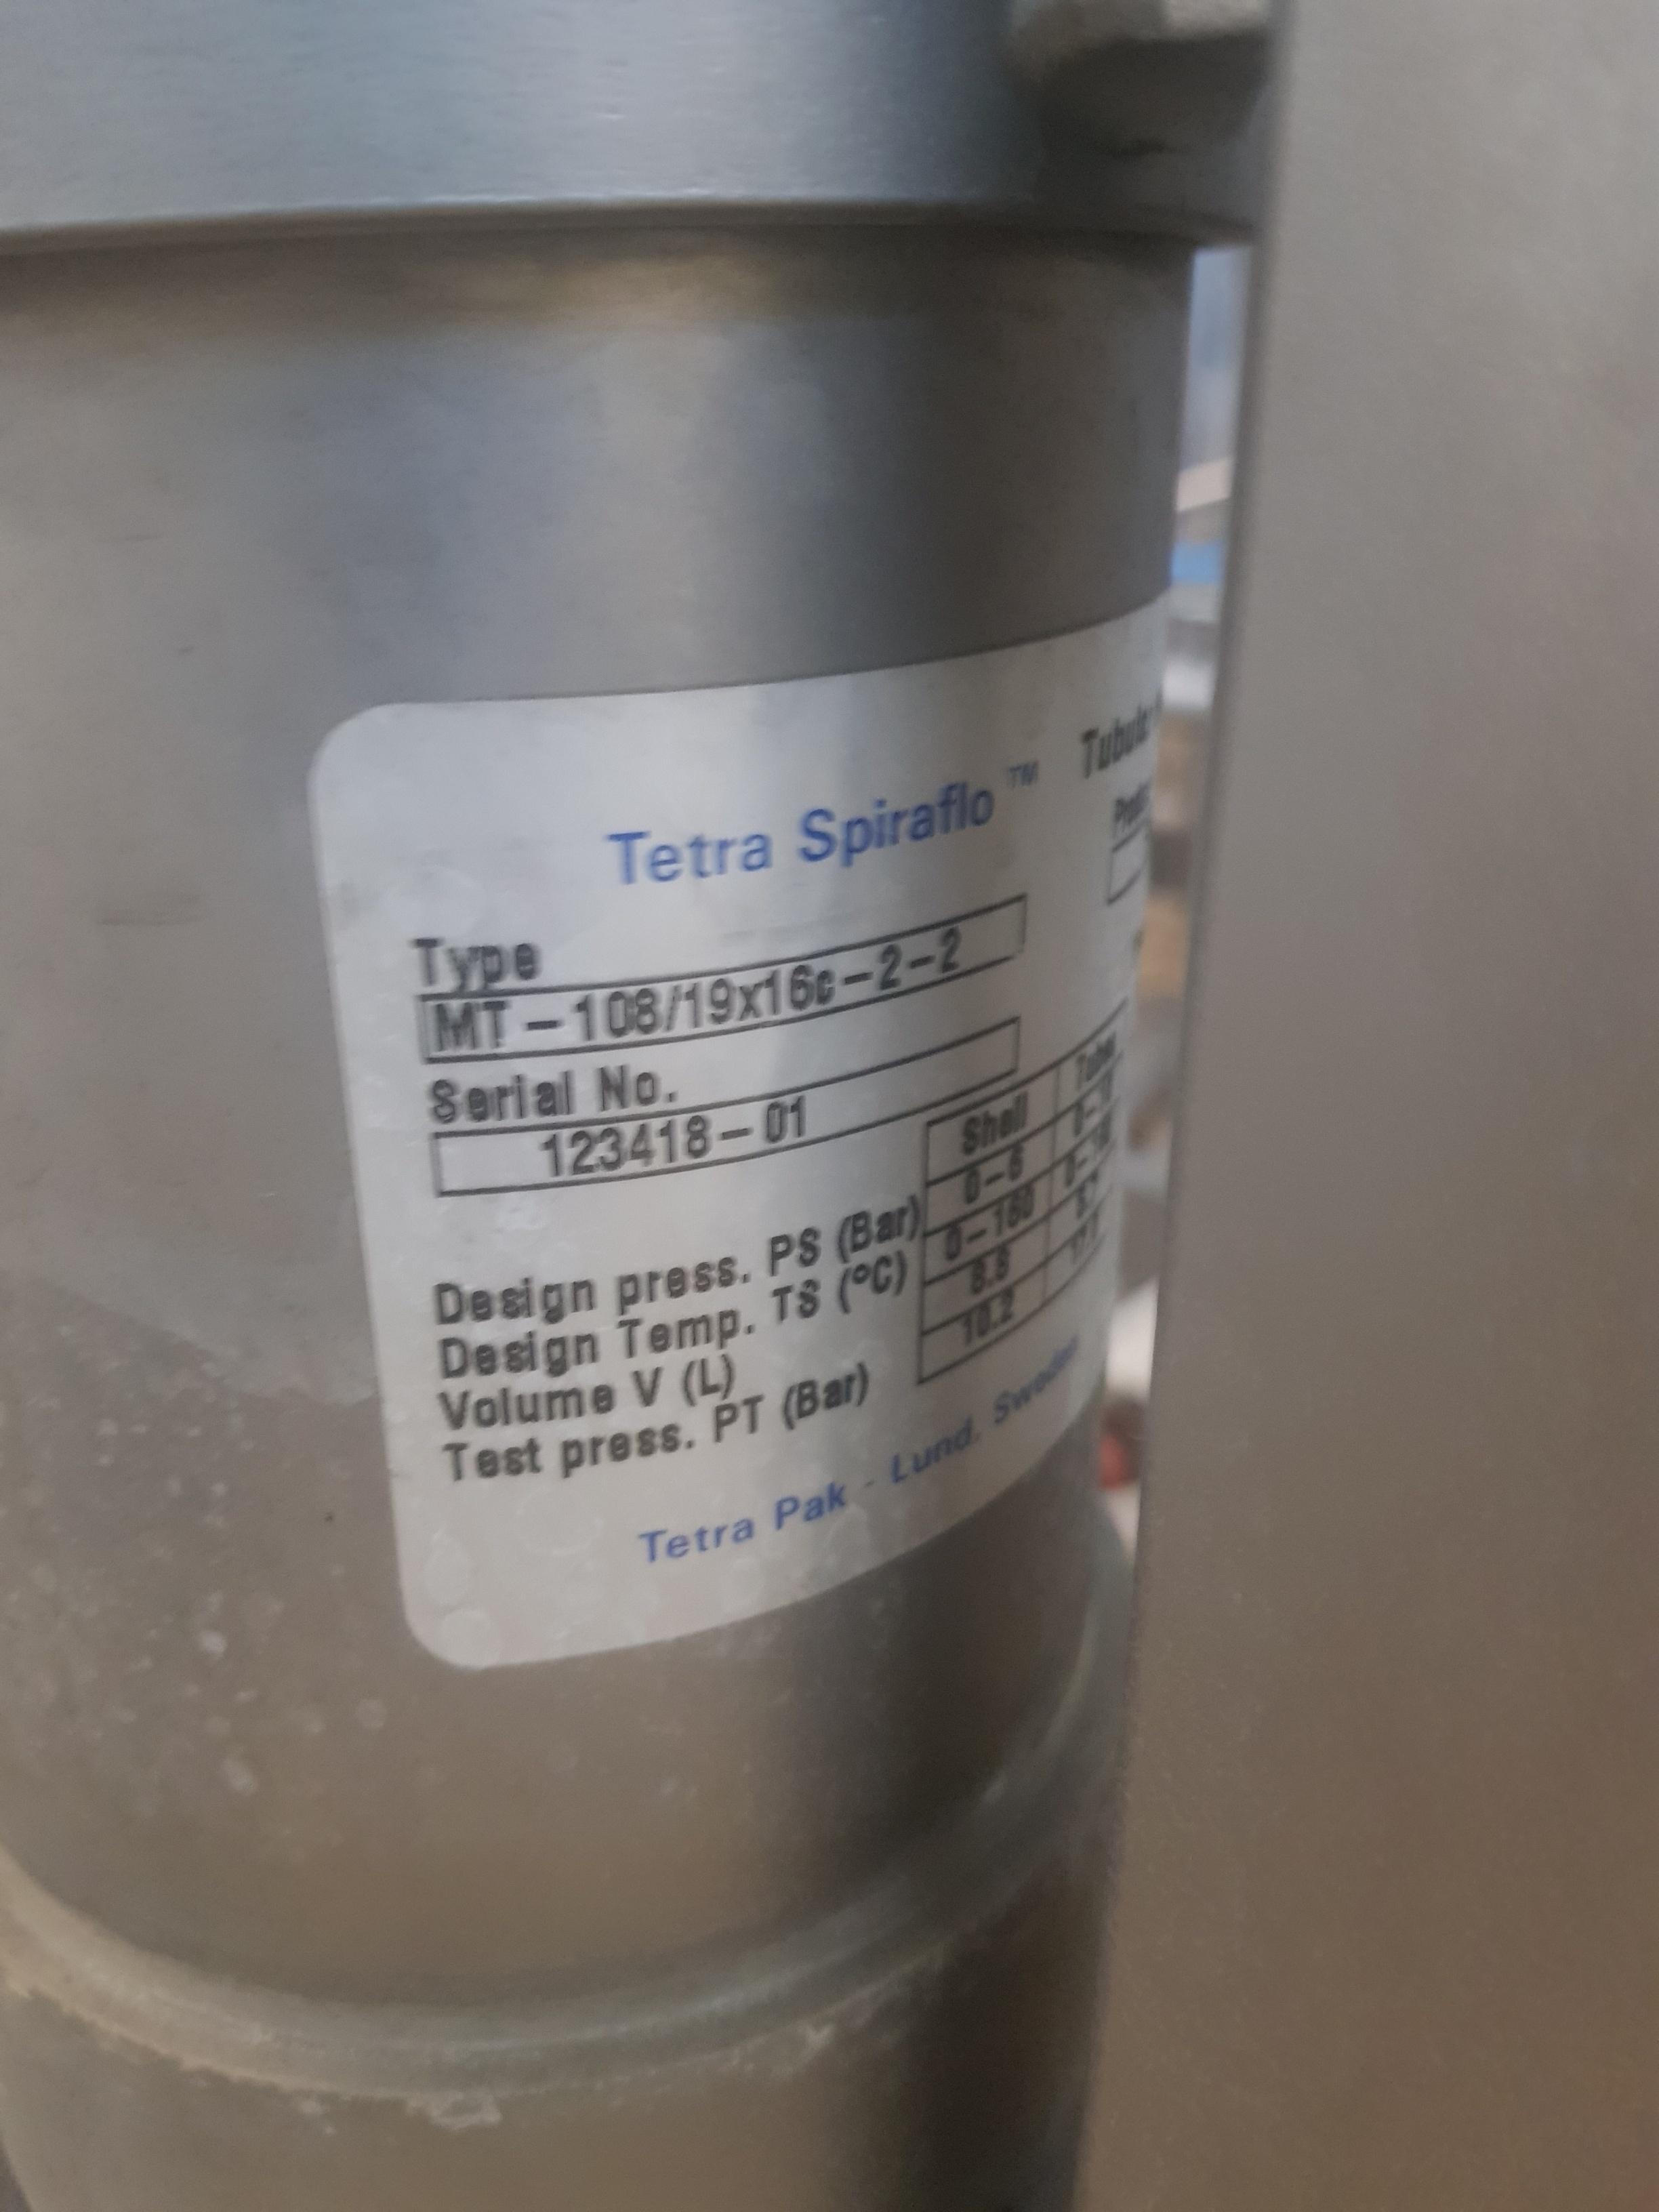 Tetra Spiraflo™
Type
MT-108/19x16c-2-2
Serial No.
123418-01
Shell
Design press. PS (Bar) 0-6
Design Temp. TS (°C) 0-160
Volume V (L) 8.8
Test press. PT (Bar) 10.2
Tetra Pak - Lund, Sweden